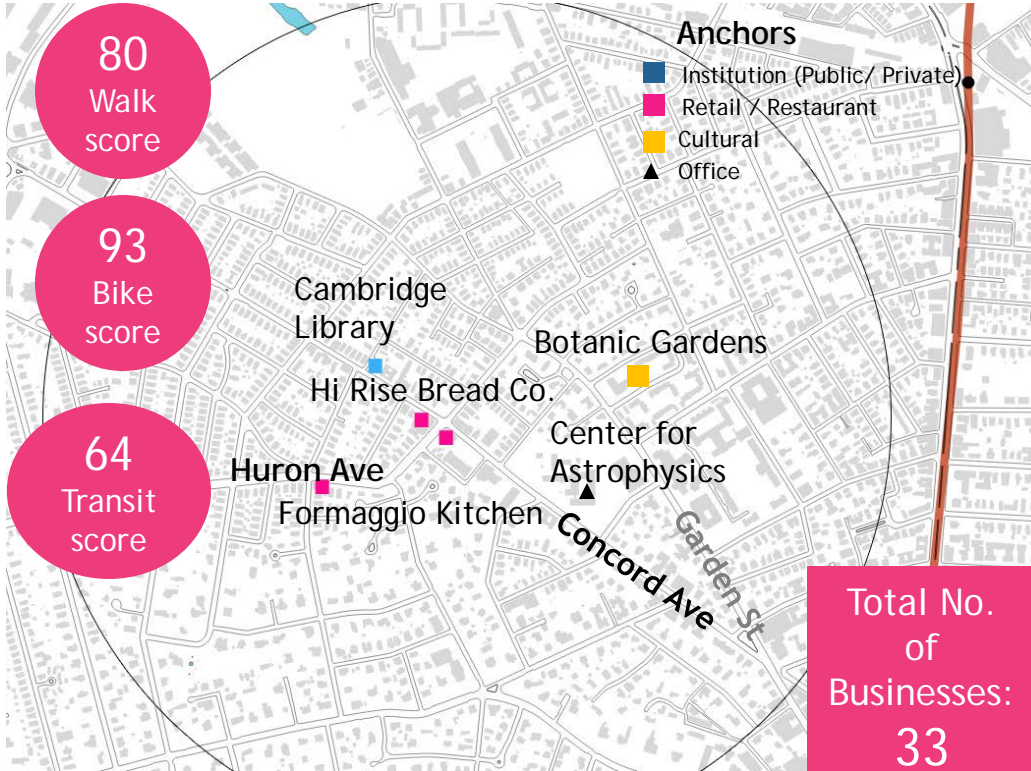 80
Walk
score
93
Bike
score
64
Transit
score
Anchors
Institution (Public/ Private)
Retail / Restaurant
Cultural
Office
Cambridge
Library
Botanic Gardens
Hi Rise Bread Co.
Center for
Astrophysics
Huron Ave
Formaggio Kitchen
Concord Ave
Garden St
Total No.
of
Businesses:
33